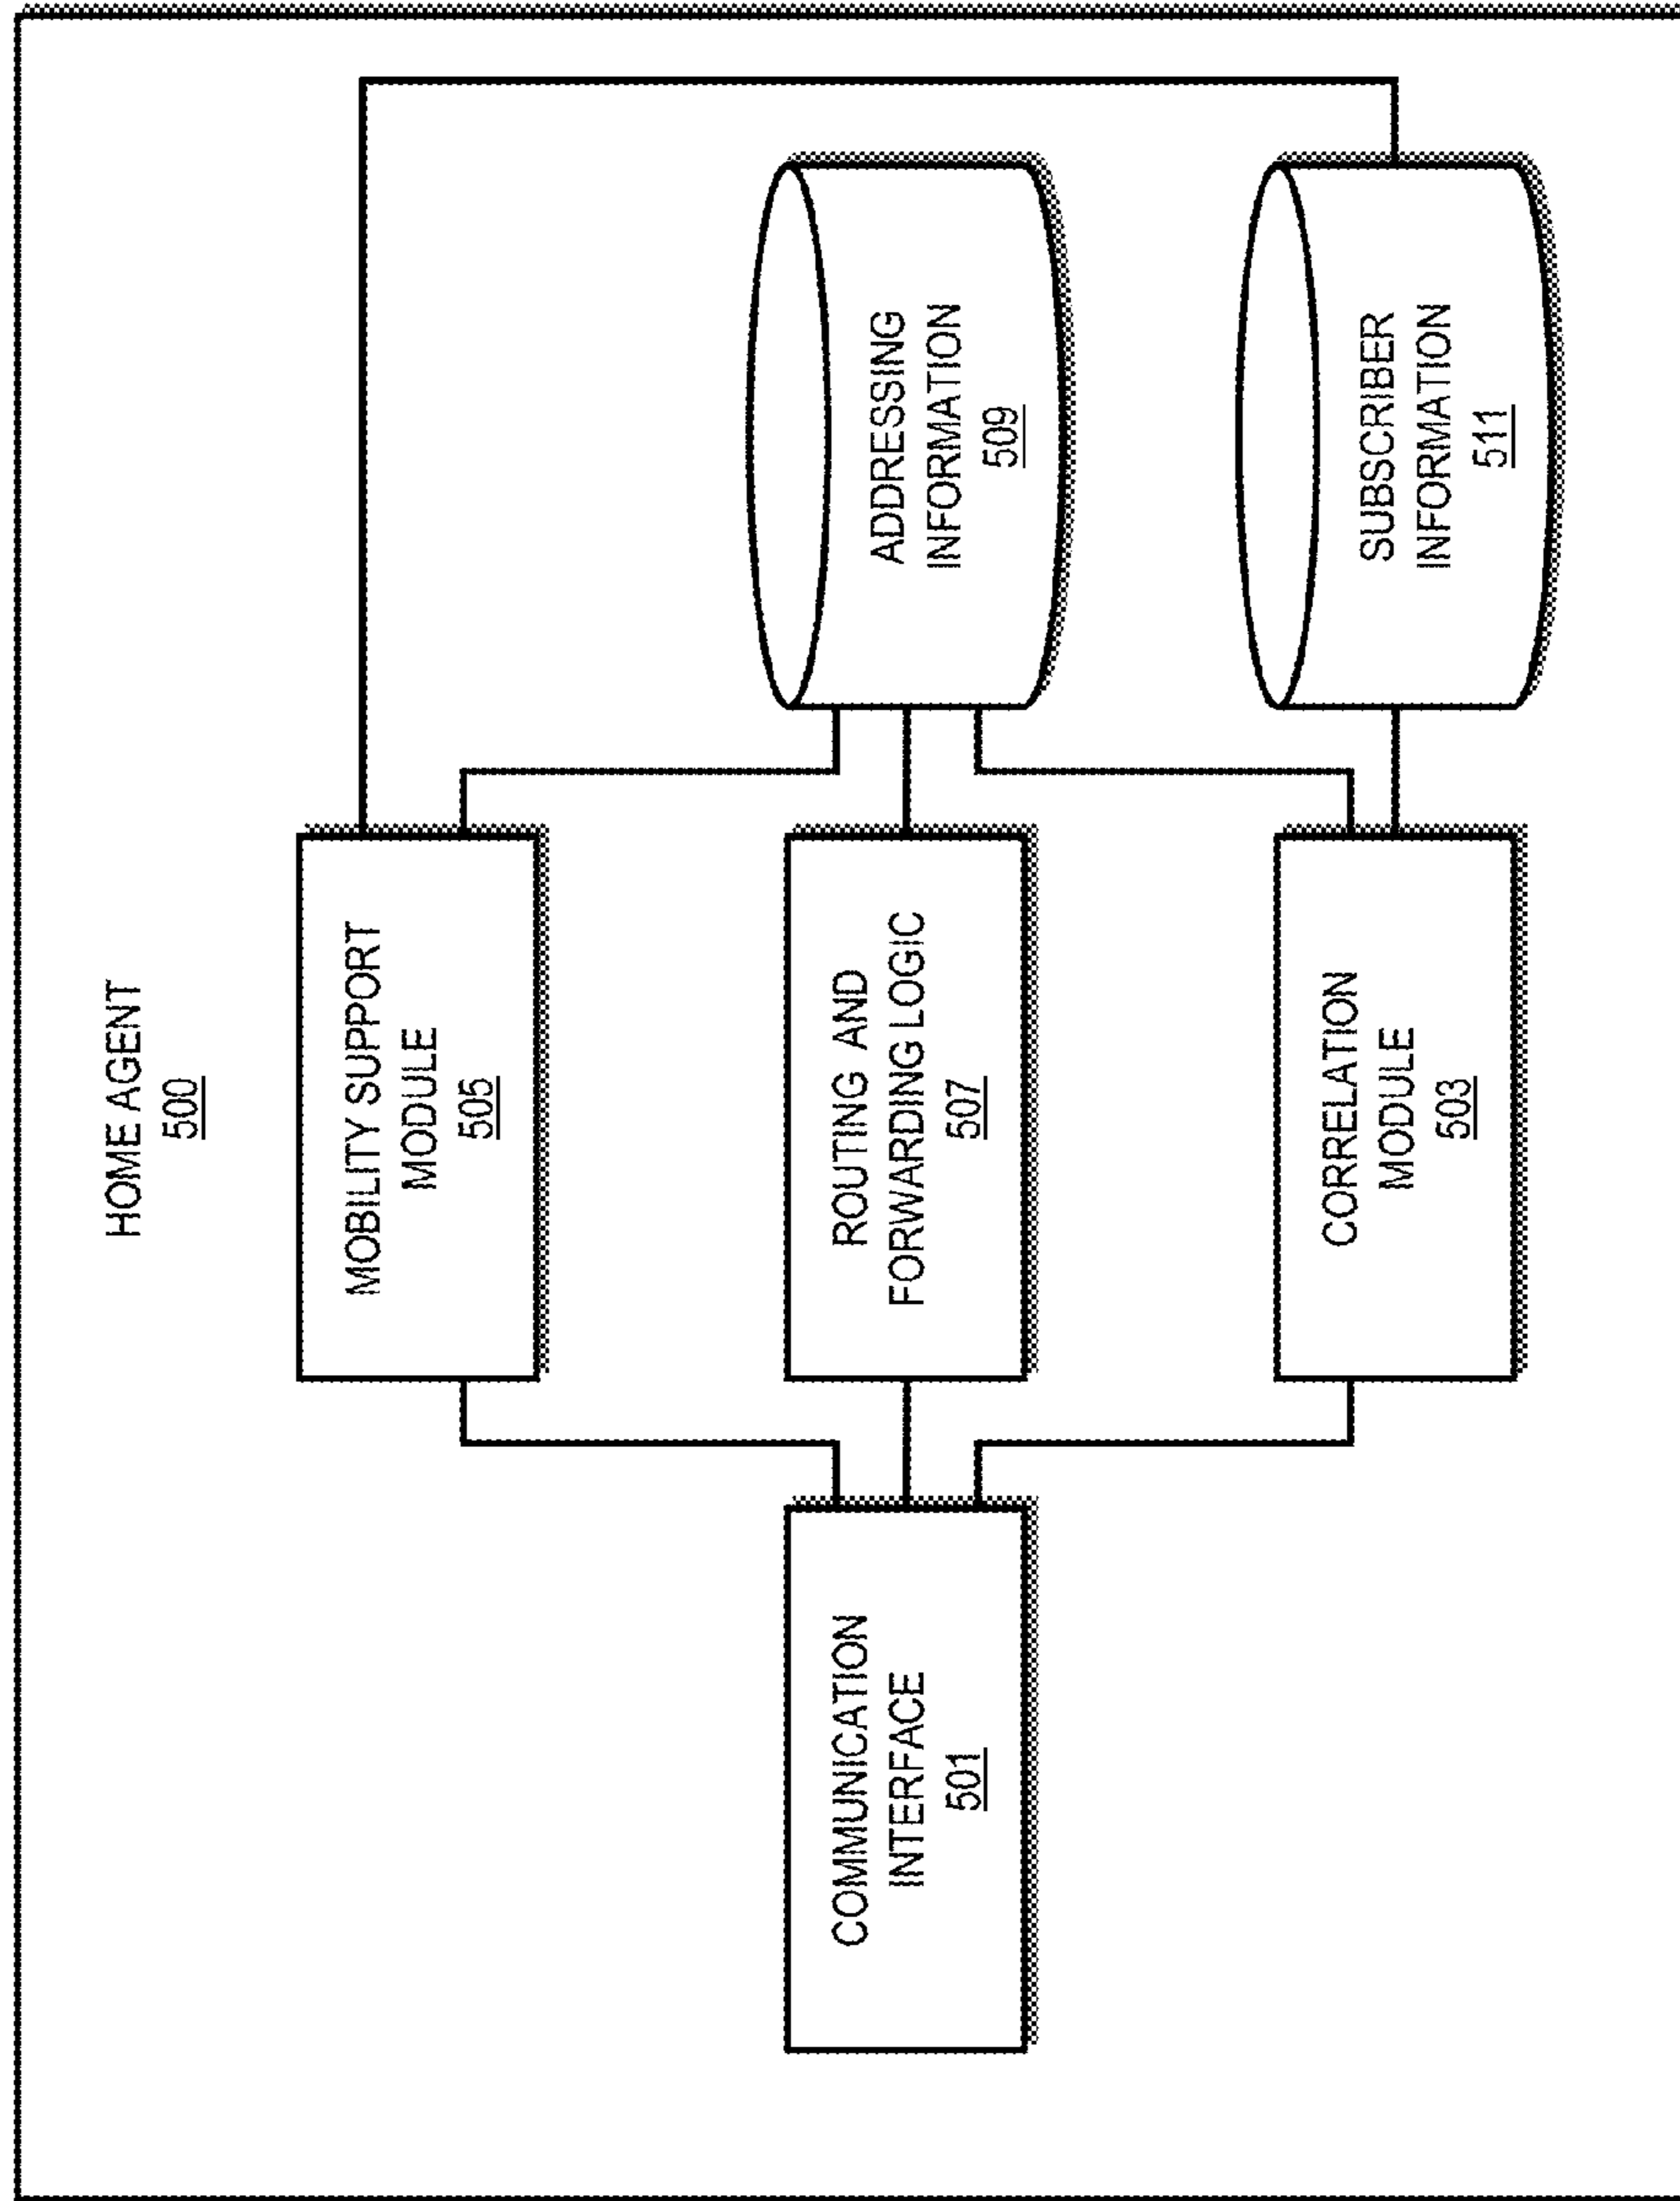 HOME AGENT
500
MOBILITY SUPPORT
MODULE
505
COMMUNICATION
INTERFACE
501
ROUTING AND
FORWARDING LOGIC
507
ADDRESSING
INFORMATION
509
CORRELATION
MODULE
503
SUBSCRIBER
INFORMATION
511